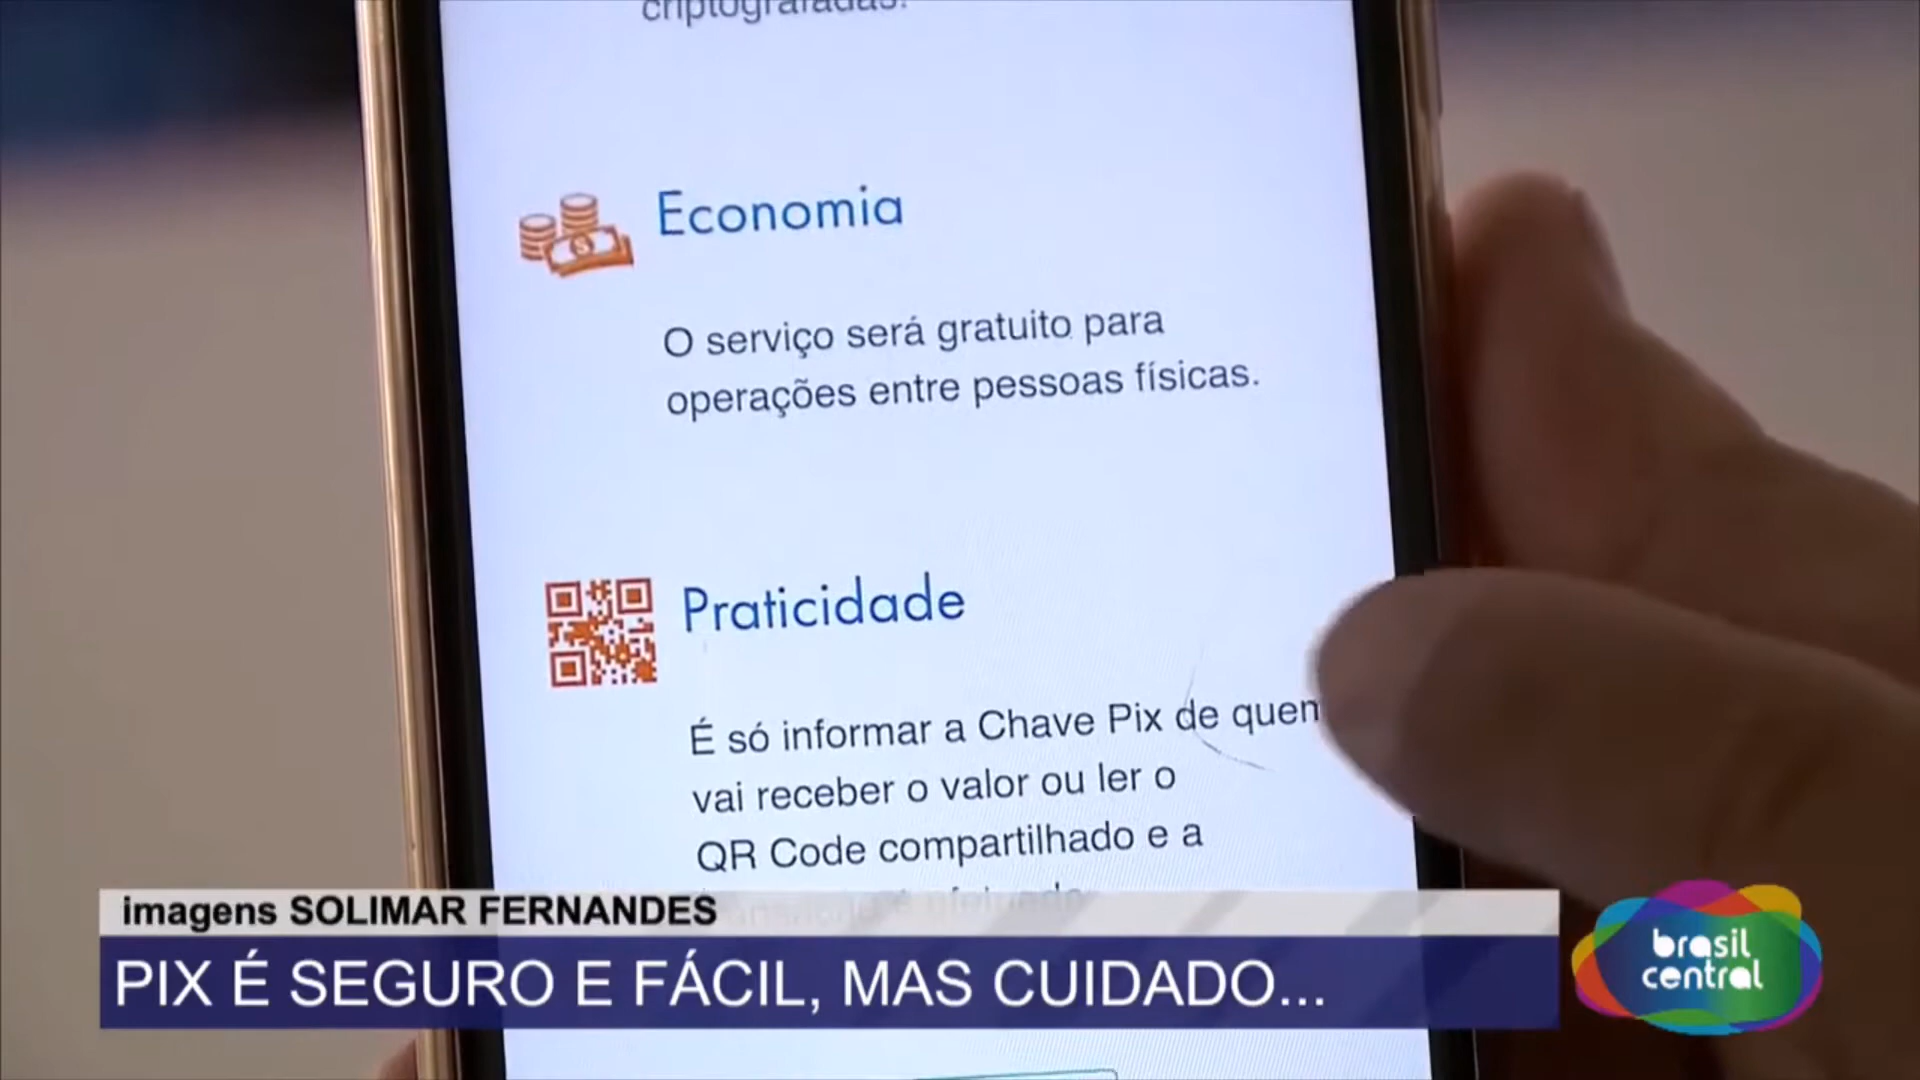 criptografadas.
Economia
O serviço será gratuito para
operações entre pessoas físicas.
Praticidade
É só informar a Chave Pix de quem
vai receber o valor ou ler o
QR Code compartilhado e a
imagens SOLIMAR FERNANDES
PIX É SEGURO E FÁCIL, MAS CUIDADO...
brasil
central